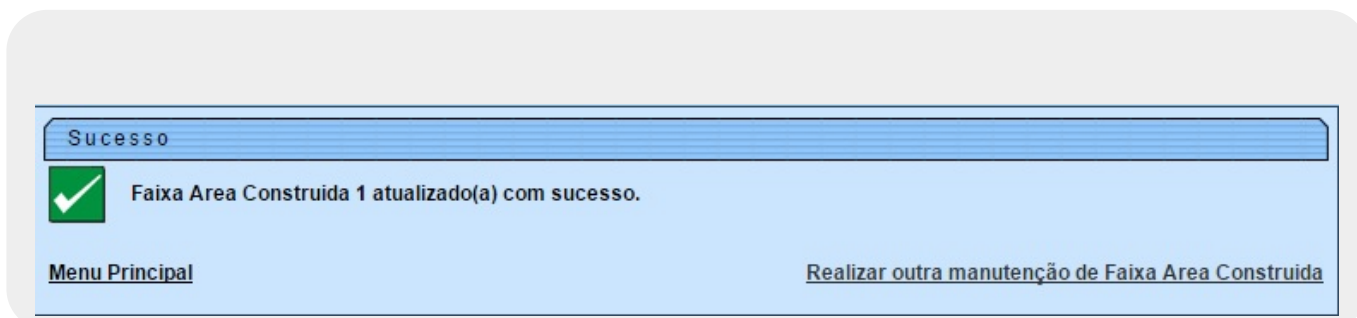 Sucesso
Faixa Area Construida 1 atualizado(a) com sucesso.
Menu Principal
Realizar outra manutenção de Faixa Area Construida